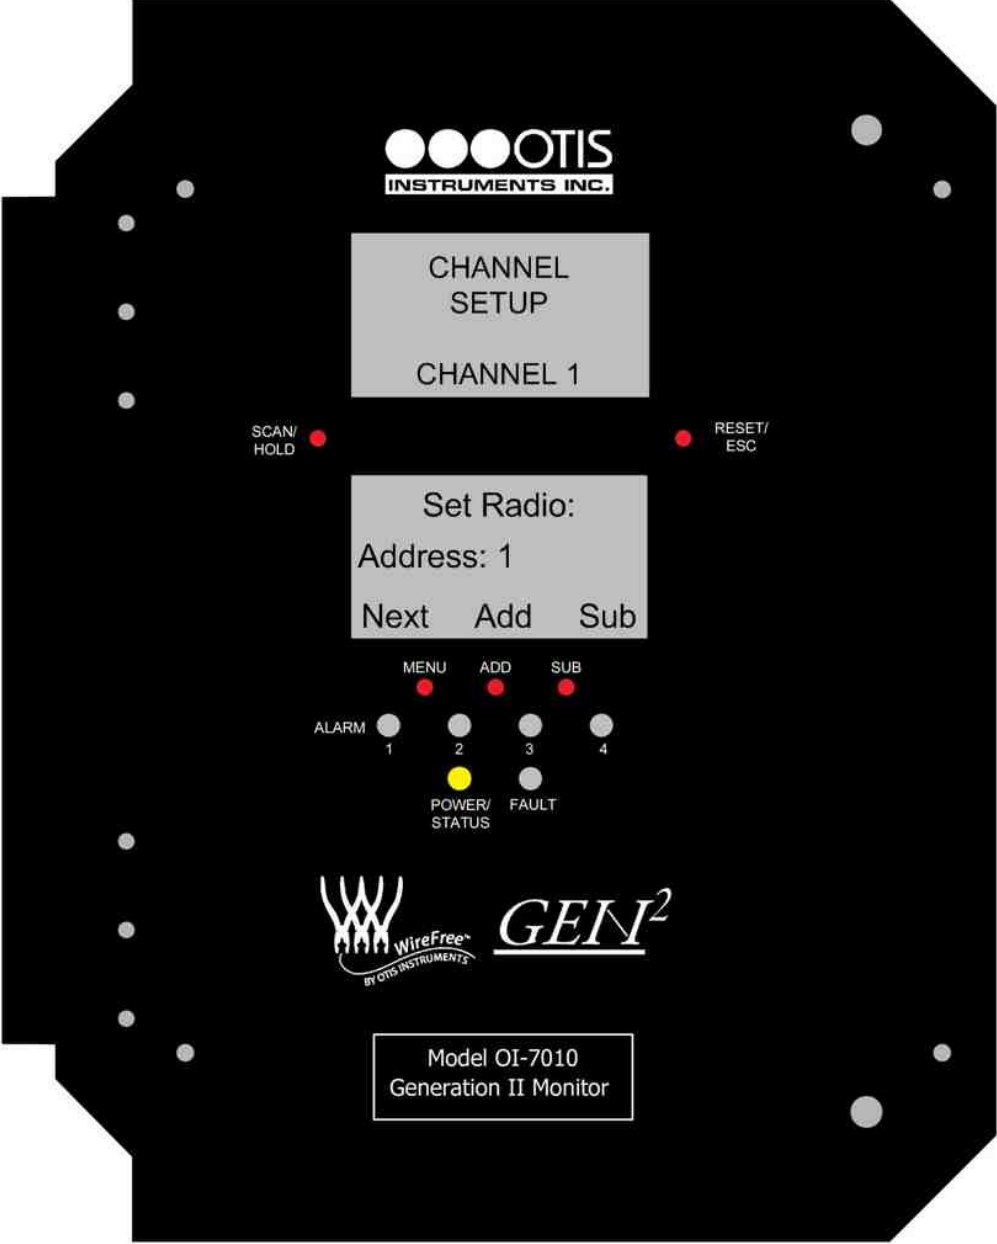 OTIS
INSTRUMENTS INC.
CHANNEL
SETUP
CHANNEL 1
SCAN/
HOLD
RESET/
ESC
Set Radio:
Address: 1
Next Add Sub
MENU ADD SUB
ALARM
1 2 3 4
POWER/
STATUS
FAULT
WireFree™
BY OTIS INSTRUMENTS
GEN²
Model OI-7010
Generation II Monitor